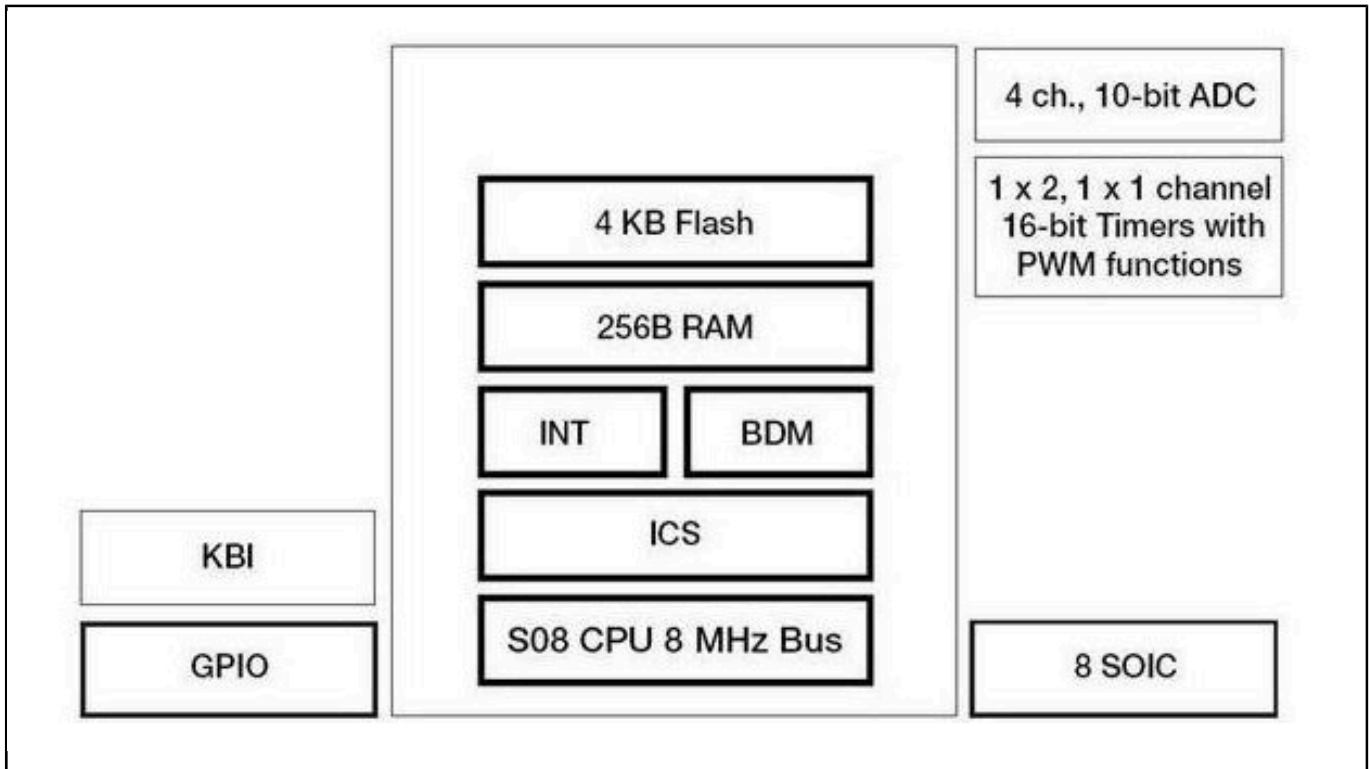 4 ch., 10-bit ADC
1 x 2, 1 x 1 channel
16-bit Timers with
PWM functions
4 KB Flash
256B RAM
INT
BDM
ICS
S08 CPU 8 MHz Bus
KBI
GPIO
8 SOIC